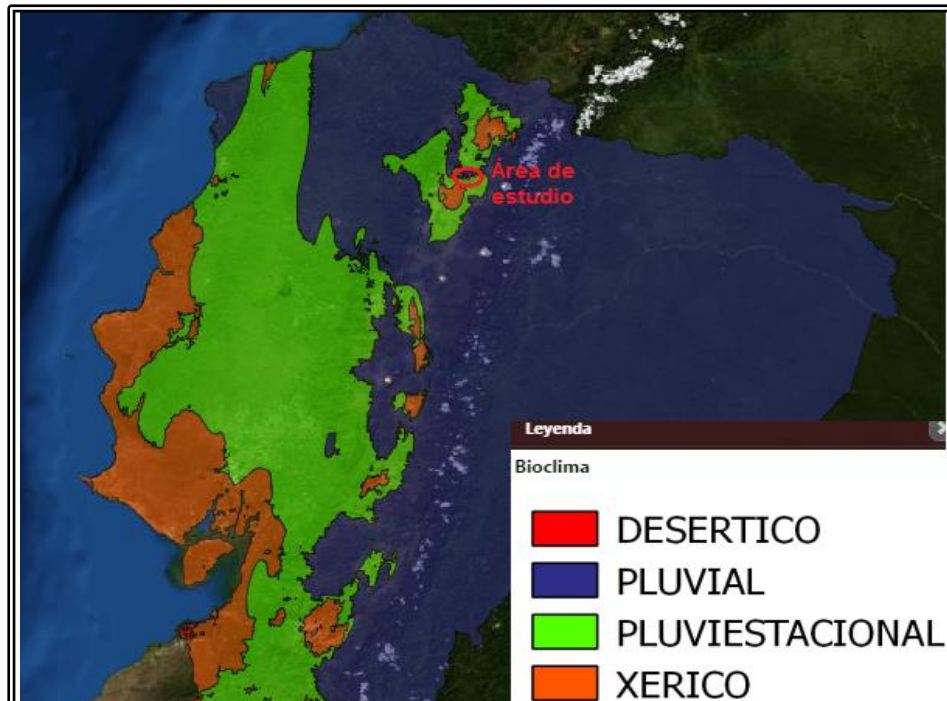 Área de
estudio
Leyenda
Bioclima
DESERTICO
PLUVIAL
PLUVIESTACIONAL
XERICO